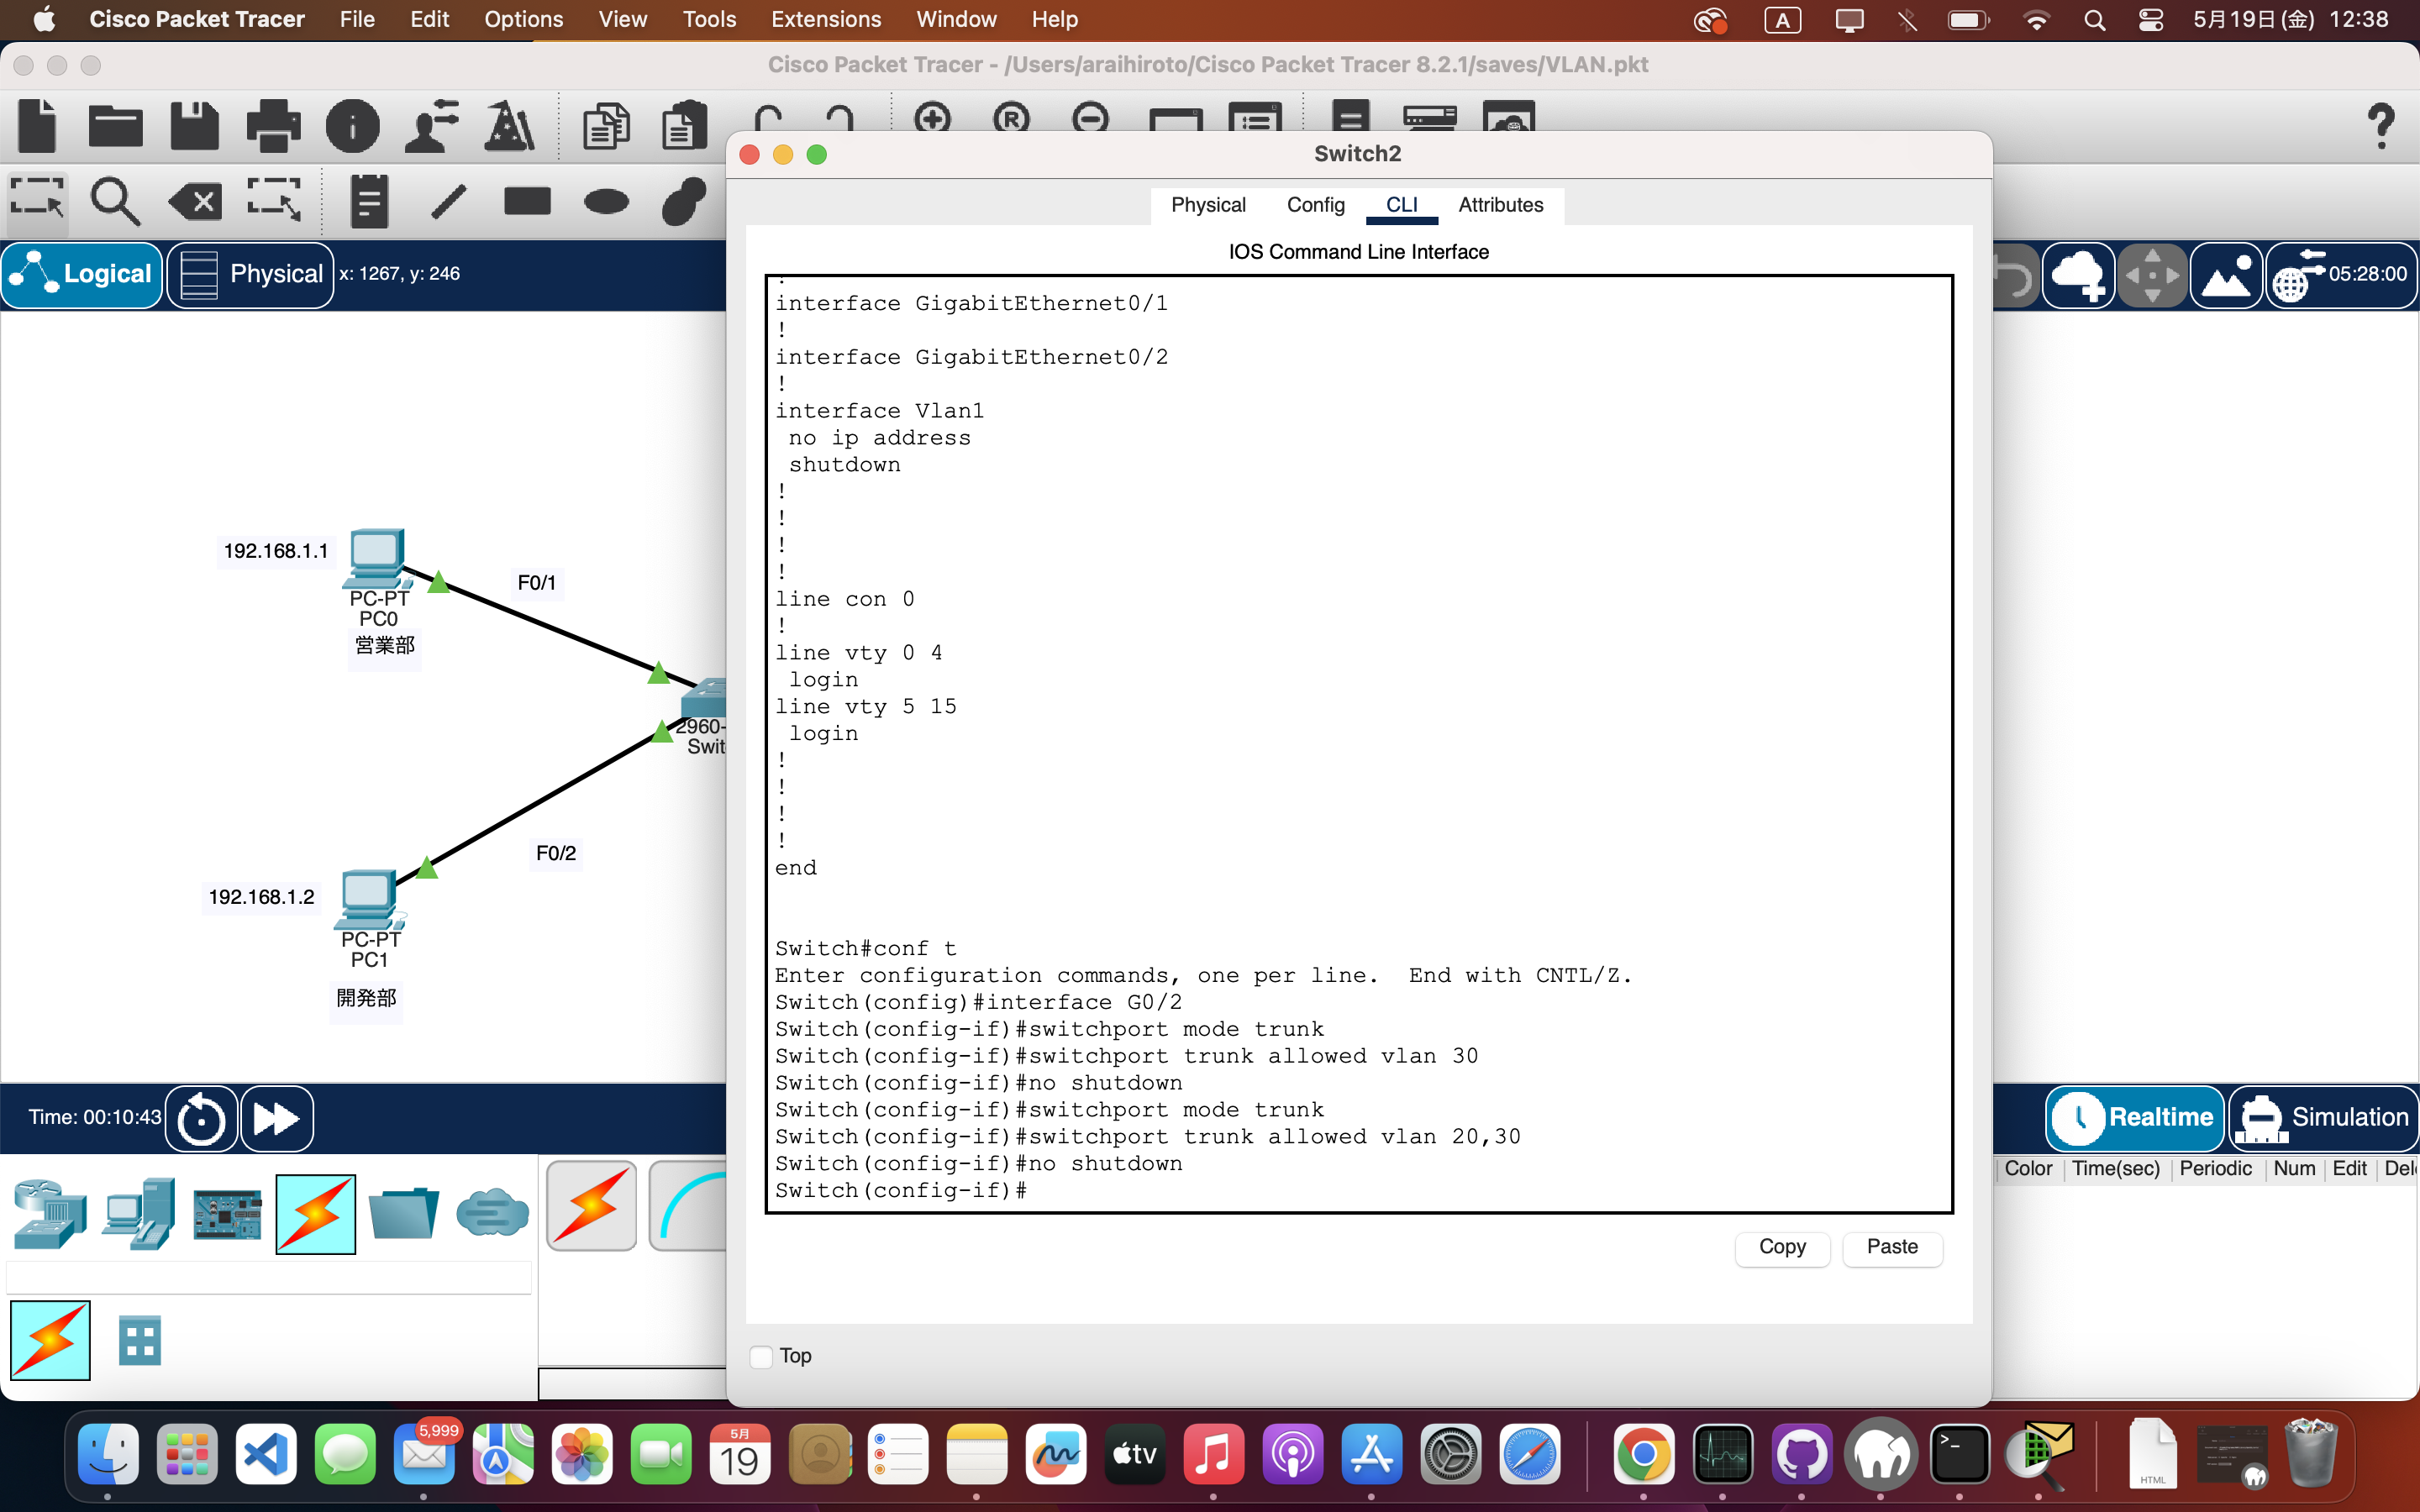 Cisco Packet Tracer File Edit Options View Tools Extensions Window Help
A 5月19日(金) 12:38
Cisco Packet Tracer - /Users/araihiroto/Cisco Packet Tracer 8.2.1/saves/VLAN.pkt
Switch2
Physical Config CLI Attributes
IOS Command Line Interface
Logical Physical x: 1267, y: 246
05:28:00
!
interface GigabitEthernet0/1
!
interface GigabitEthernet0/2
!
interface Vlan1
no ip address
shutdown
!
!
!
!
line con 0
!
line vty 0 4
login
line vty 5 15
login
!
!
!
!
end
Switch#conf t
Enter configuration commands, one per line. End with CNTL/Z.
Switch(config)#interface G0/2
Switch(config-if)#switchport mode trunk
Switch(config-if)#switchport trunk allowed vlan 30
Switch(config-if)#no shutdown
Switch(config-if)#switchport mode trunk
Switch(config-if)#switchport trunk allowed vlan 20,30
Switch(config-if)#no shutdown
Switch(config-if)#
Copy Paste
Top
192.168.1.1
PC-PT
PC0
営業部
F0/1
2960-
Swit
F0/2
192.168.1.2
PC-PT
PC1
開発部
Time: 00:10:43
Realtime Simulation
Color Time(sec) Periodic Num Edit Del
5,999
5月
19
tv
HTML